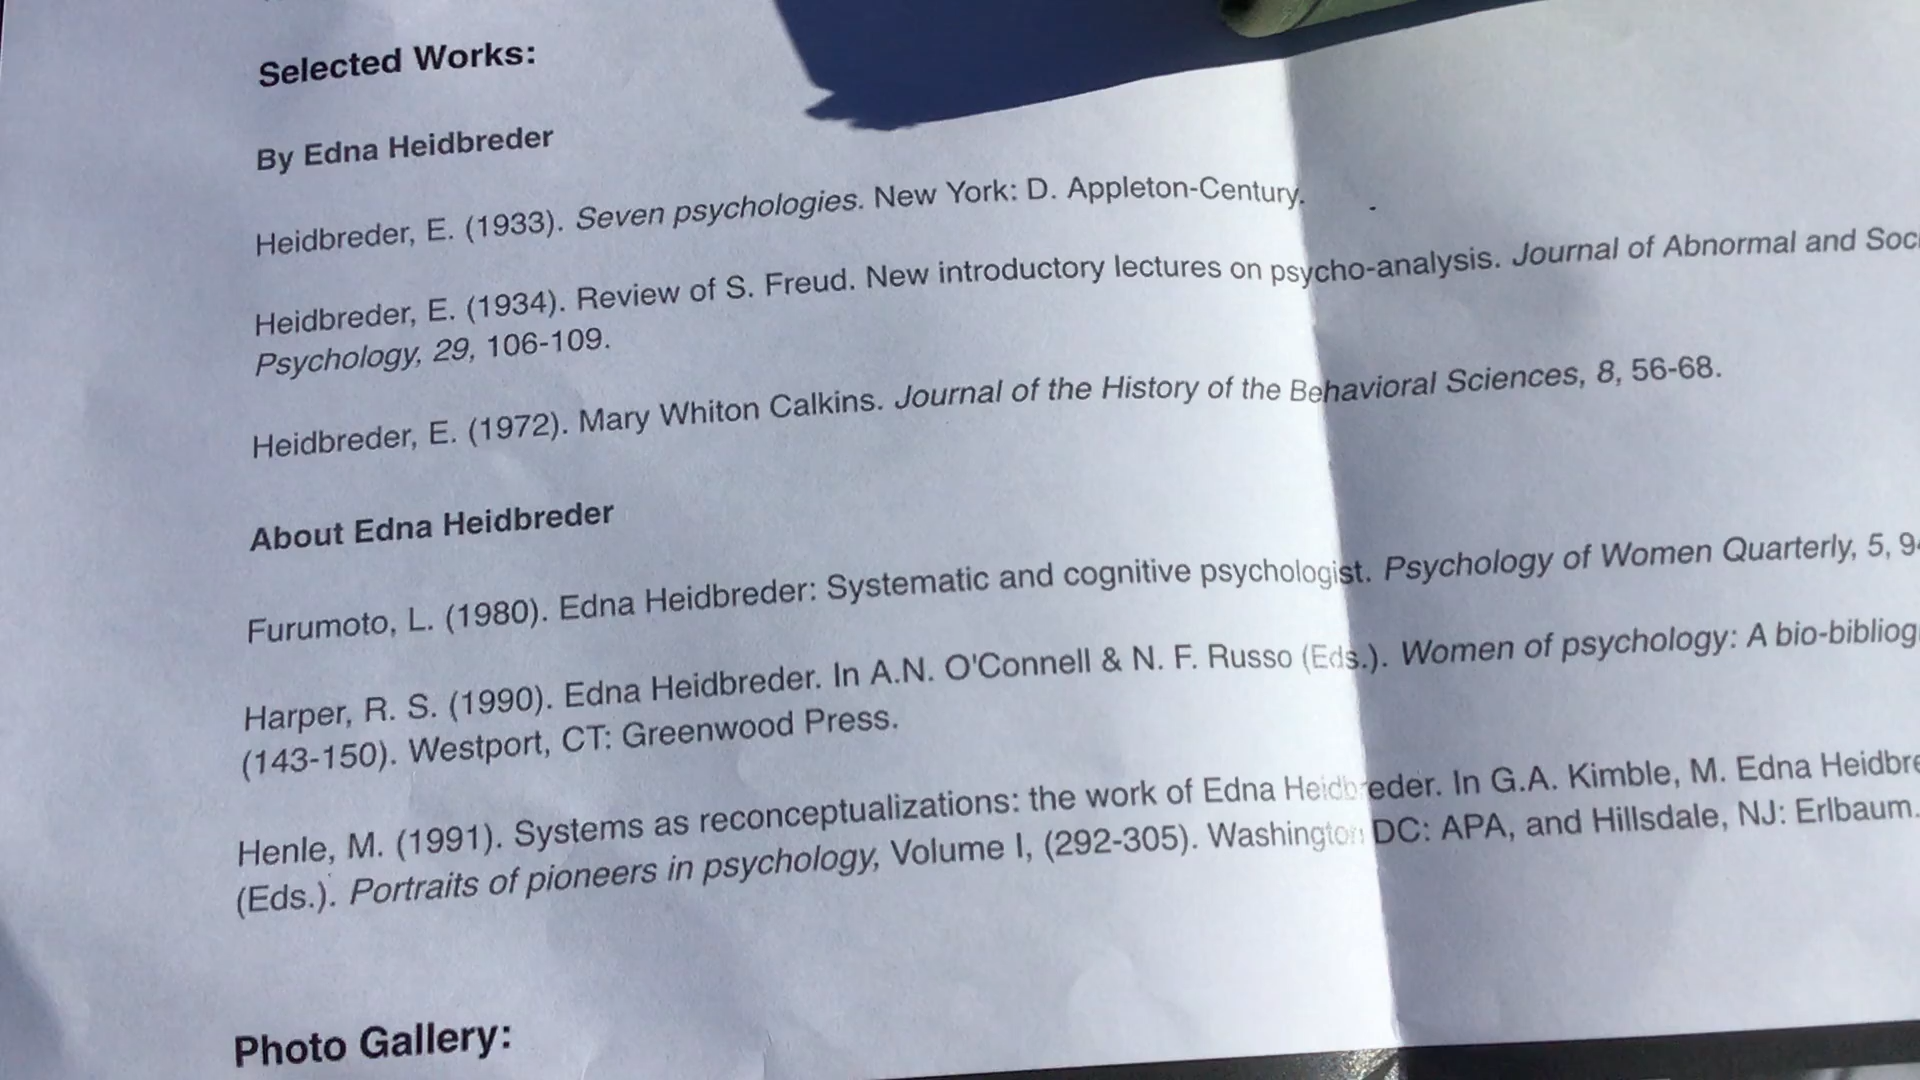 Selected Works:
By Edna Heidbreder
Heidbreder, E. (1933). Seven psychologies. New York: D. Appleton-Century.
Heidbreder, E. (1934). Review of S. Freud. New introductory lectures on psycho-analysis. Journal of Abnormal and
Psychology, 29, 106-109.
Heidbreder, E. (1972). Mary Whiton Calkins. Journal of the History of the Behavioral Sciences, 8, 56-68.
About Edna Heidbreder
Furumoto, L. (1980). Edna Heidbreder: Systematic and cognitive psychologist. Psychology of Women Quarterly, 5,
Harper, R. S. (1990). Edna Heidbreder. In A.N. O'Connell & N. F. Russo (Eds.). Women of psychology: A
(143-150). Westport, CT: Greenwood Press.
Henle, M. (1991). Systems as reconceptualizations: the work of Edna Heidbreder. In G.A. Kimble, M. Edna
(Eds.). Portraits of pioneers in psychology, Volume I, (292-305). Washington DC: APA, and Hillsdale, NJ: Erlbaum.
Photo Gallery: